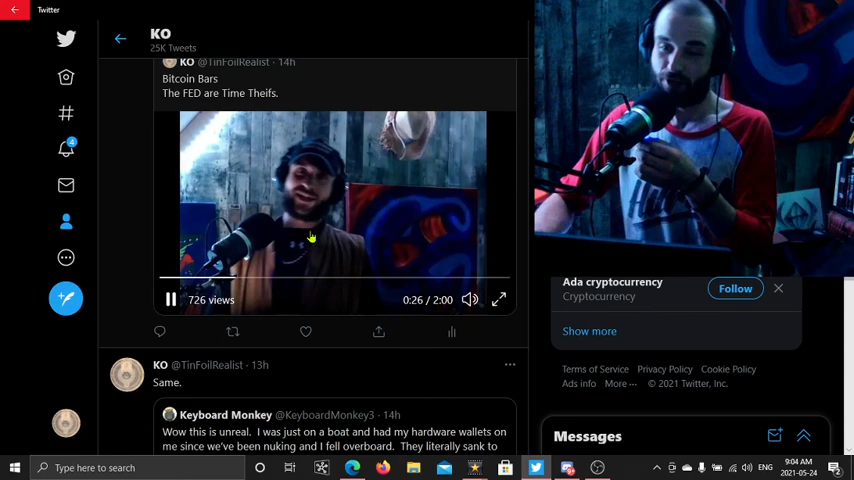 Twitter
KO
25K Tweets
KO @TinFoilRealist · 14h
Bitcoin Bars
The FED are Time Theifs.
726 views
0:26 / 2:00
KO @TinFoilRealist · 13h
Same.
Keyboard Monkey @KeyboardMonkey3 · 14h
Wow this is unreal. I was just on a boat and had my hardware wallets on
me since we've been nuking and I fell overboard. They literally sank to
4
Ada cryptocurrency
Cryptocurrency
Follow
Show more
Terms of Service Privacy Policy Cookie Policy
Ads info More ··· © 2021 Twitter, Inc.
Messages
Type here to search
ENG
9:04 AM
2021-05-24
2